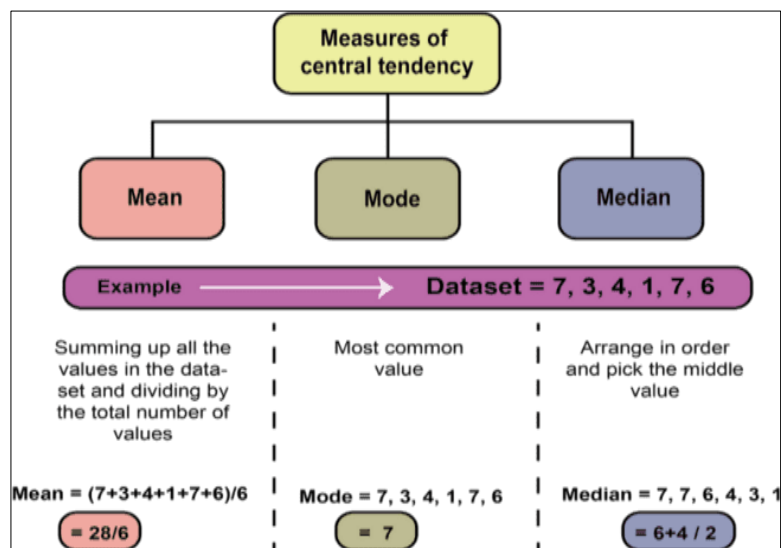 Measures of
central tendency
Mean
Mode
Median
Example
Dataset = 7, 3, 4, 1, 7, 6
Summing up all the
values in the data-
set and dividing by
the total number of
values
Most common
value
Arrange in order
and pick the middle
value
Mean = (7+3+4+1+7+6)/6
= 28/6
Mode = 7, 3, 4, 1, 7, 6
= 7
Median = 7, 7, 6, 4, 3, 1
= 6+4 / 2